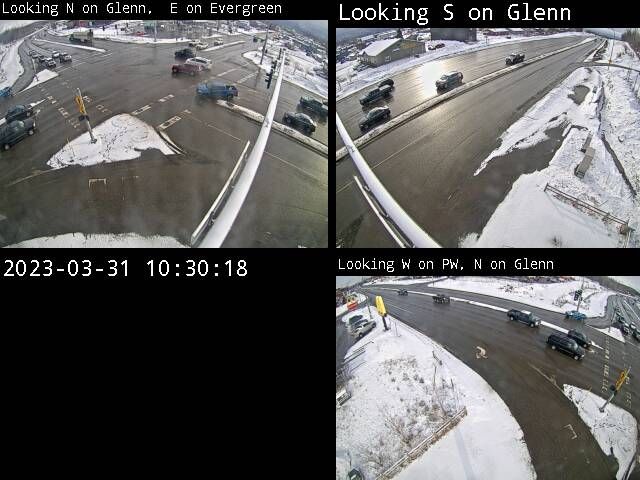 Looking N on Glenn,  E on Evergreen
Looking S on Glenn
2023-03-31 10:30:18
Looking W on PW, N on Glenn